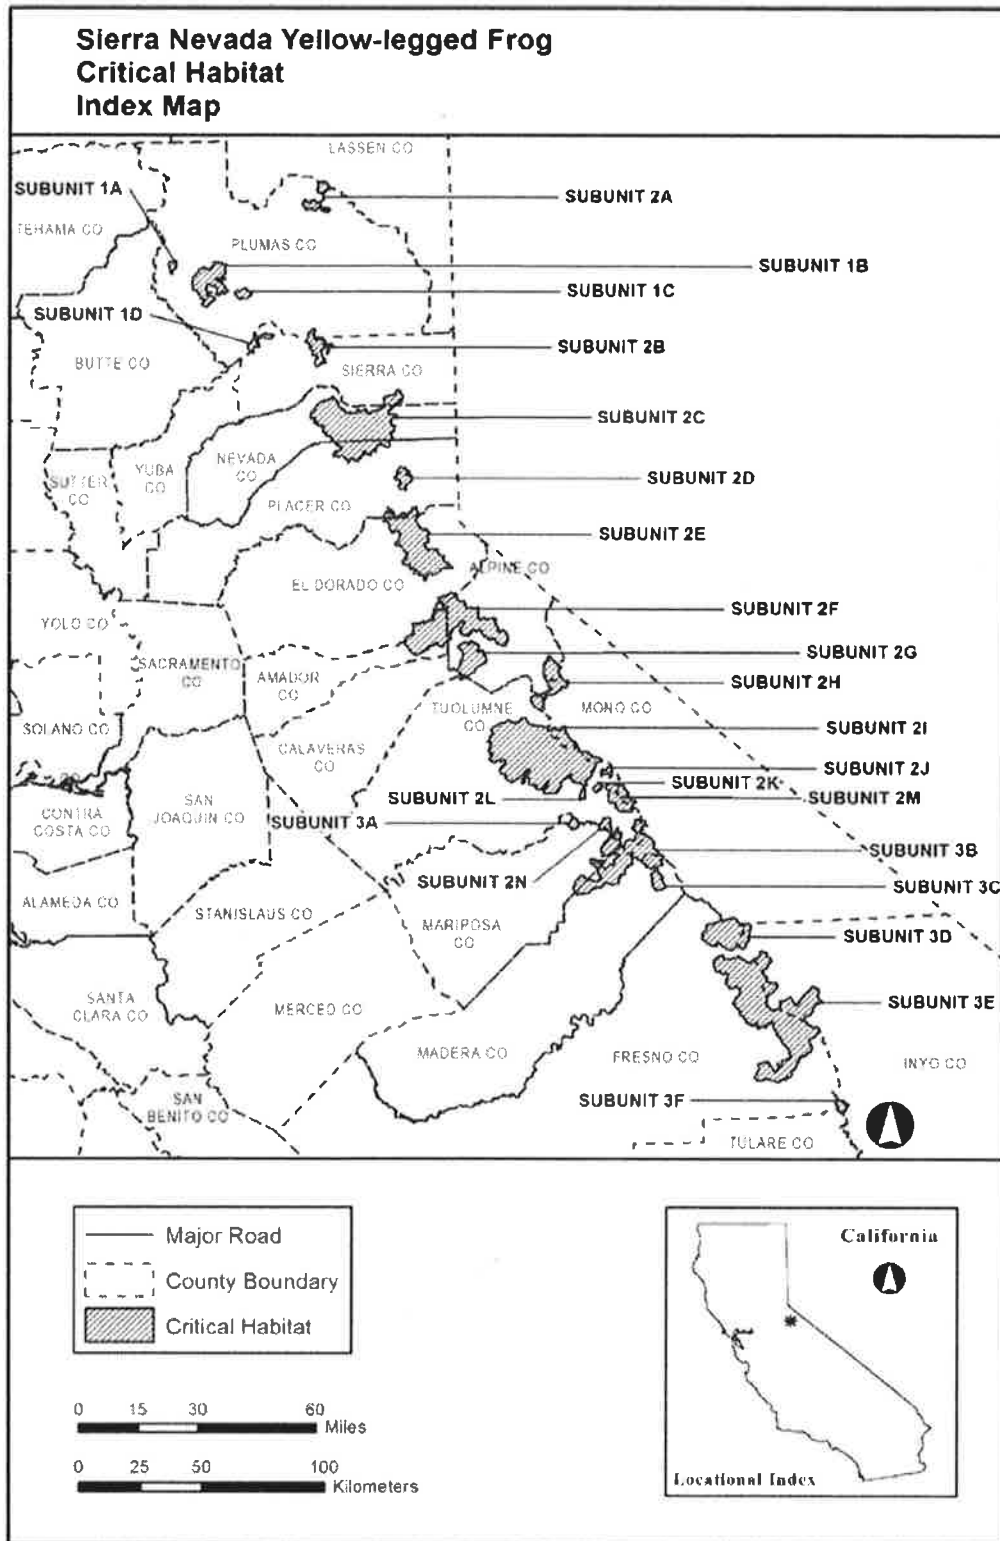 Sierra Nevada Yellow-legged Frog
Critical Habitat
Index Map
LASSEN CO
SUBUNIT 1A
SUBUNIT 2A
TEHAMA CO
PLUMAS CO
SUBUNIT 1B
SUBUNIT 1C
SUBUNIT 1D
SUBUNIT 2B
BUTTE CO
SIERRA CO
SUBUNIT 2C
NEVADA
CO
YUBA
CO
SUTTER
CO
SUBUNIT 2D
PLACER CO
SUBUNIT 2E
ALPINE CO
EL DORADO CO
SUBUNIT 2F
YOLO CO
SUBUNIT 2G
SACRAMENTO
CO
AMADOR
CO
SUBUNIT 2H
TUOLUMNE
CO
MONO CO
SOLANO CO
SUBUNIT 2I
CALAVERAS
CO
SUBUNIT 2J
SUBUNIT 2K
SUBUNIT 2L
SUBUNIT 2M
SAN
JOAQUIN CO
CONTRA
COSTA CO
SUBUNIT 3A
SUBUNIT 3B
SUBUNIT 2N
SUBUNIT 3C
ALAMEDA CO
STANISLAUS CO
MARIPOSA
CO
SUBUNIT 3D
SANTA
CLARA CO
MERCED CO
SUBUNIT 3E
MADERA CO
FRESNO CO
INYO CO
SAN
BENITO CO
SUBUNIT 3F
TULARE CO
Major Road
County Boundary
Critical Habitat
0 15 30 60
Miles
0 25 50 100
Kilometers
California
Locational Index